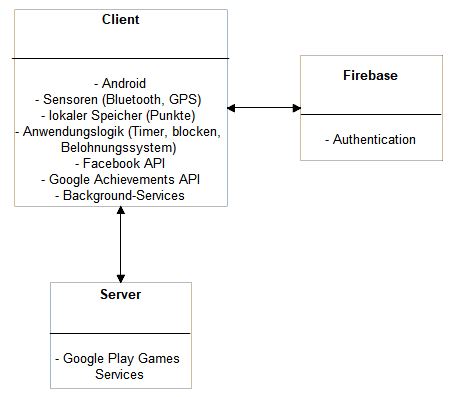 Client
- Android
- Sensoren (Bluetooth, GPS)
- lokaler Speicher (Punkte)
- Anwendungslogik (Timer, blocken,
Belohnungssystem)
- Facebook API
- Google Achievements API
- Background-Services
Firebase
- Authentication
Server
- Google Play Games
Services